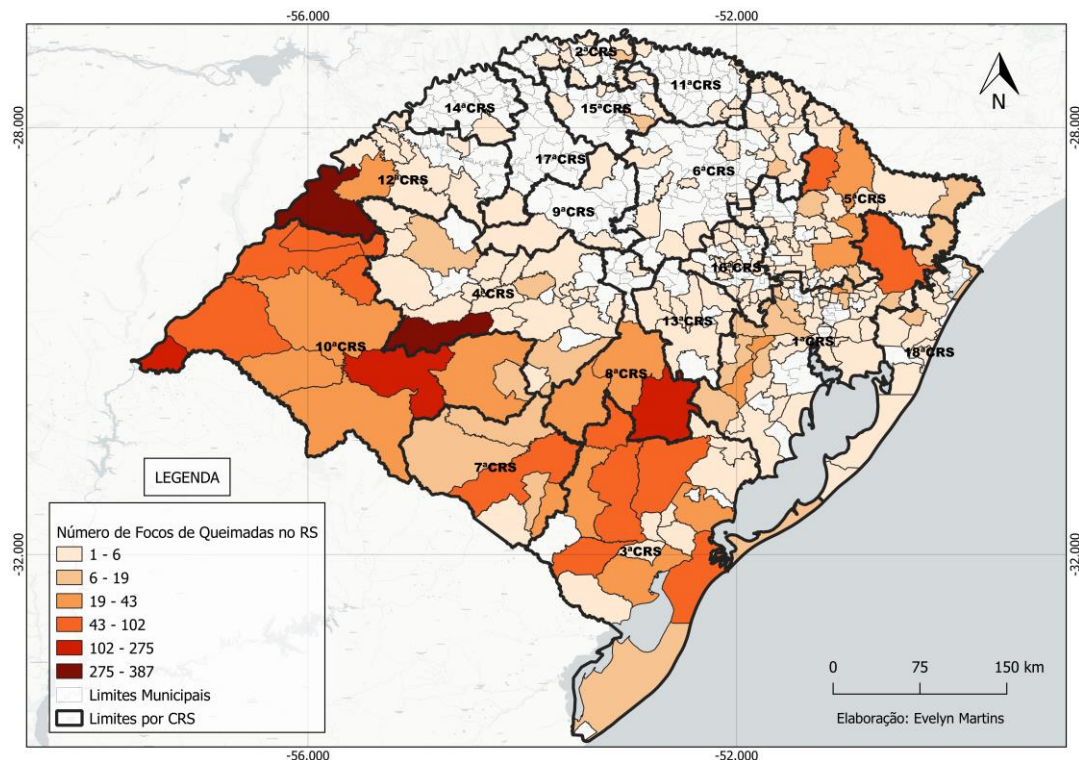 -56.000
-52.000
2ªCRS
11ªCRS
14ªCRS
15ªCRS
N
-28.000
-28.000
17ªCRS
6ªCRS
12ªCRS
5ªCRS
9ªCRS
16ªCRS
4ªCRS
13ªCRS
1ªCRS
18ªCRS
10ªCRS
8ªCRS
7ªCRS
3ªCRS
LEGENDA
Número de Focos de Queimadas no RS
1 - 6
6 - 19
19 - 43
43 - 102
102 - 275
275 - 387
Limites Municipais
Limites por CRS
-32.000
-32.000
0 75 150 km
Elaboração: Evelyn Martins
-56.000
-52.000